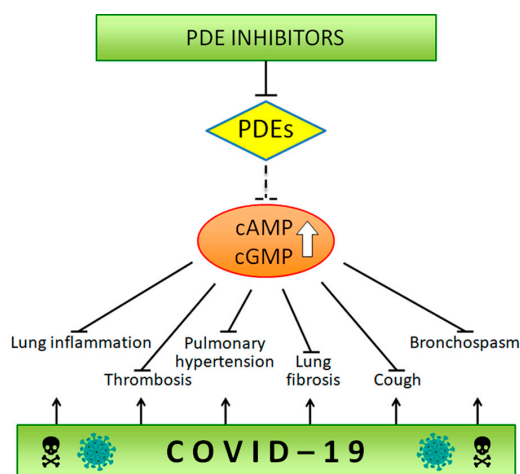 PDE INHIBITORS
PDEs
cAMP
cGMP
Lung inflammation
Thrombosis
Pulmonary
hypertension
Lung
fibrosis
Cough
Bronchospasm
COVID–19